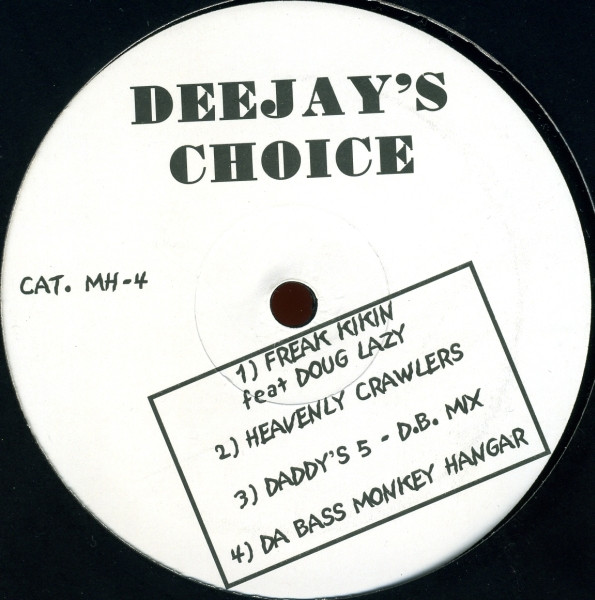 DEEJAY'S
CHOICE
CAT. MH-4
1) FREAK KIKIN
feat DOUG LAZY
2) HEAVENLY CRAWLERS
3) DADDY'S 5 - D.B. MIX
4) DA BASS MONKEY HANGAR